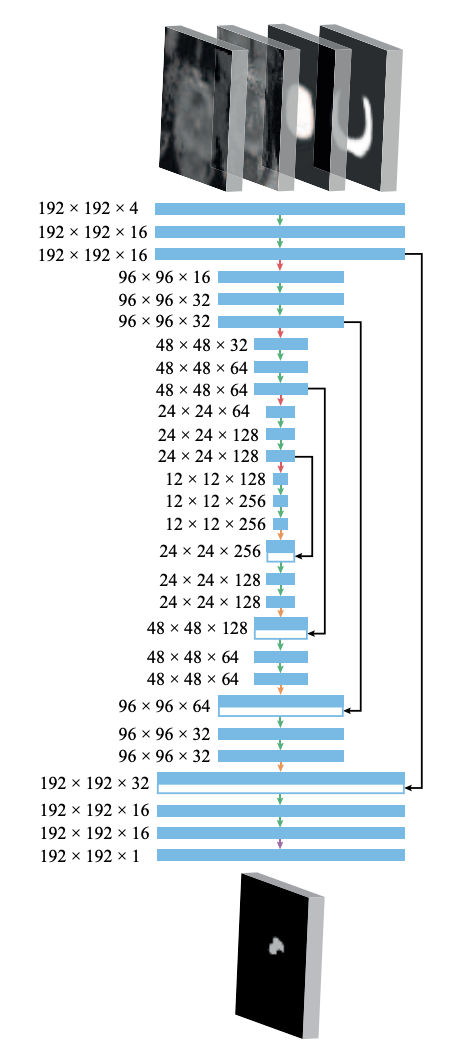 192 × 192 × 4
192 × 192 × 16
192 × 192 × 16
96 × 96 × 16
96 × 96 × 32
96 × 96 × 32
48 × 48 × 32
48 × 48 × 64
48 × 48 × 64
24 × 24 × 64
24 × 24 × 128
24 × 24 × 128
12 × 12 × 128
12 × 12 × 256
12 × 12 × 256
24 × 24 × 256
24 × 24 × 128
24 × 24 × 128
48 × 48 × 128
48 × 48 × 64
48 × 48 × 64
96 × 96 × 64
96 × 96 × 32
96 × 96 × 32
192 × 192 × 32
192 × 192 × 16
192 × 192 × 16
192 × 192 × 1